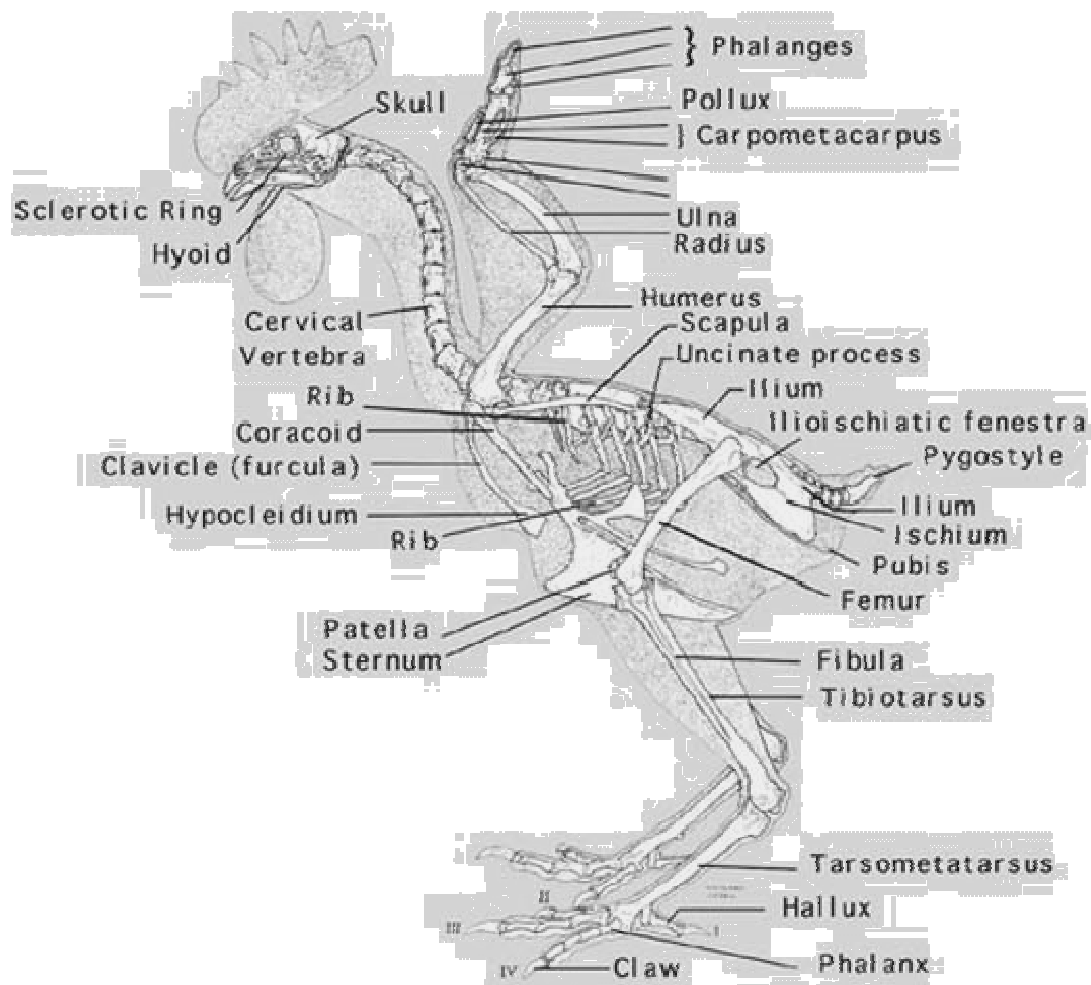 Phalanges
Skull
Pollux
Carpometacarpus
Sclerotic Ring
Ulna
Hyoid
Radius
Humerus
Cervical
Vertebra
Scapula
Uncinate process
Rib
Ilium
Coracoid
Ilioischiatic fenestra
Clavicle (furcula)
Pygostyle
Hypocleidium
Ilium
Rib
Ischium
Pubis
Femur
Patella
Sternum
Fibula
Tibiotarsus
Tarsometatarsus
II
Hallux
III
I
Phalanx
IV
Claw